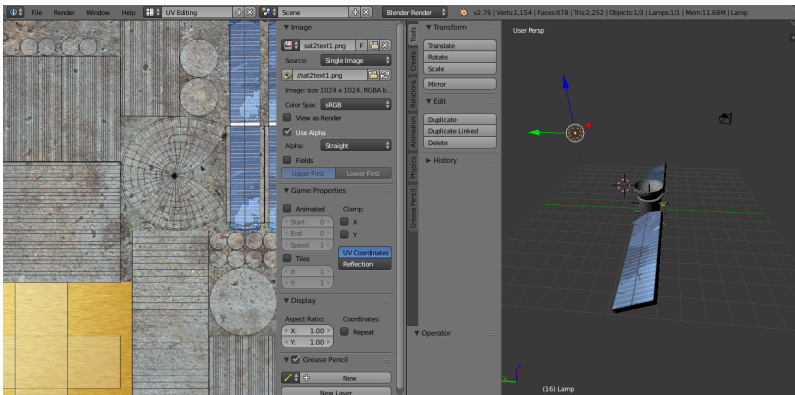 File Render Window Help UV Editing Scene Blender Render v2.76 | Verts:1,154 | Faces:878 | Tris:2,252 | Objects:1/3 | Lamps:1/1 | Mem:11.68M | Lamp
▼ Image
sat2text1.png F
Source: Single Image
//sat2text1.png
Image: size 1024 x 1024, RGBA b...
Color Spac sRGB
View as Render
Use Alpha
Alpha: Straight
Fields
Upper First Lower First
▼ Game Properties
Animated Clamp:
Start: 0 X
End: 0 Y
Speed: 1
Tiles UV Coordinates
X: 1 Reflection
Y: 1
▼ Display
Aspect Ratio: Coordinates:
X: 1.00 Repeat
Y: 1.00
▼ Grease Pencil
New
New Layer
Tools
Create
Relations
Animation
Physics
Grease Pencil
▼ Transform
Translate
Rotate
Scale
Mirror
▼ Edit
Duplicate
Duplicate Linked
Delete
▶ History
▼ Operator
User Persp
(16) Lamp